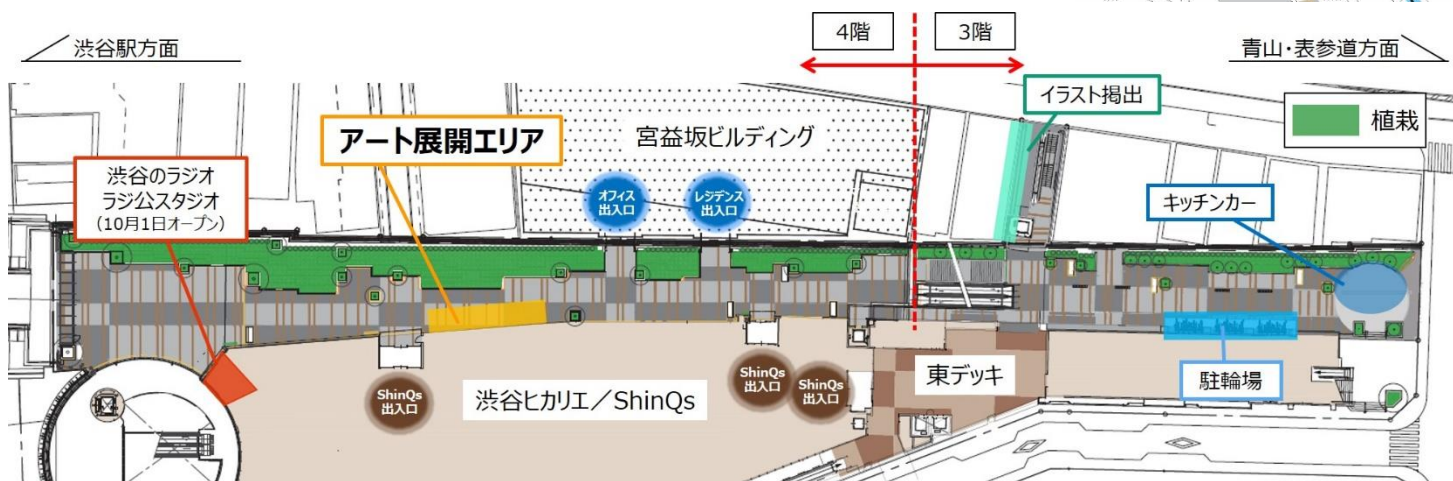 渋谷駅方面
4階
3階
青山・表参道方面
イラスト掲出
植栽
アート展開エリア
宮益坂ビルディング
渋谷のラジオ
ラジ公スタジオ
（10月1日オープン）
オフィス
出入口
レジデンス
出入口
キッチンカー
ShinQs
出入口
渋谷ヒカリエ／ShinQs
ShinQs
出入口
ShinQs
出入口
東デッキ
駐輪場